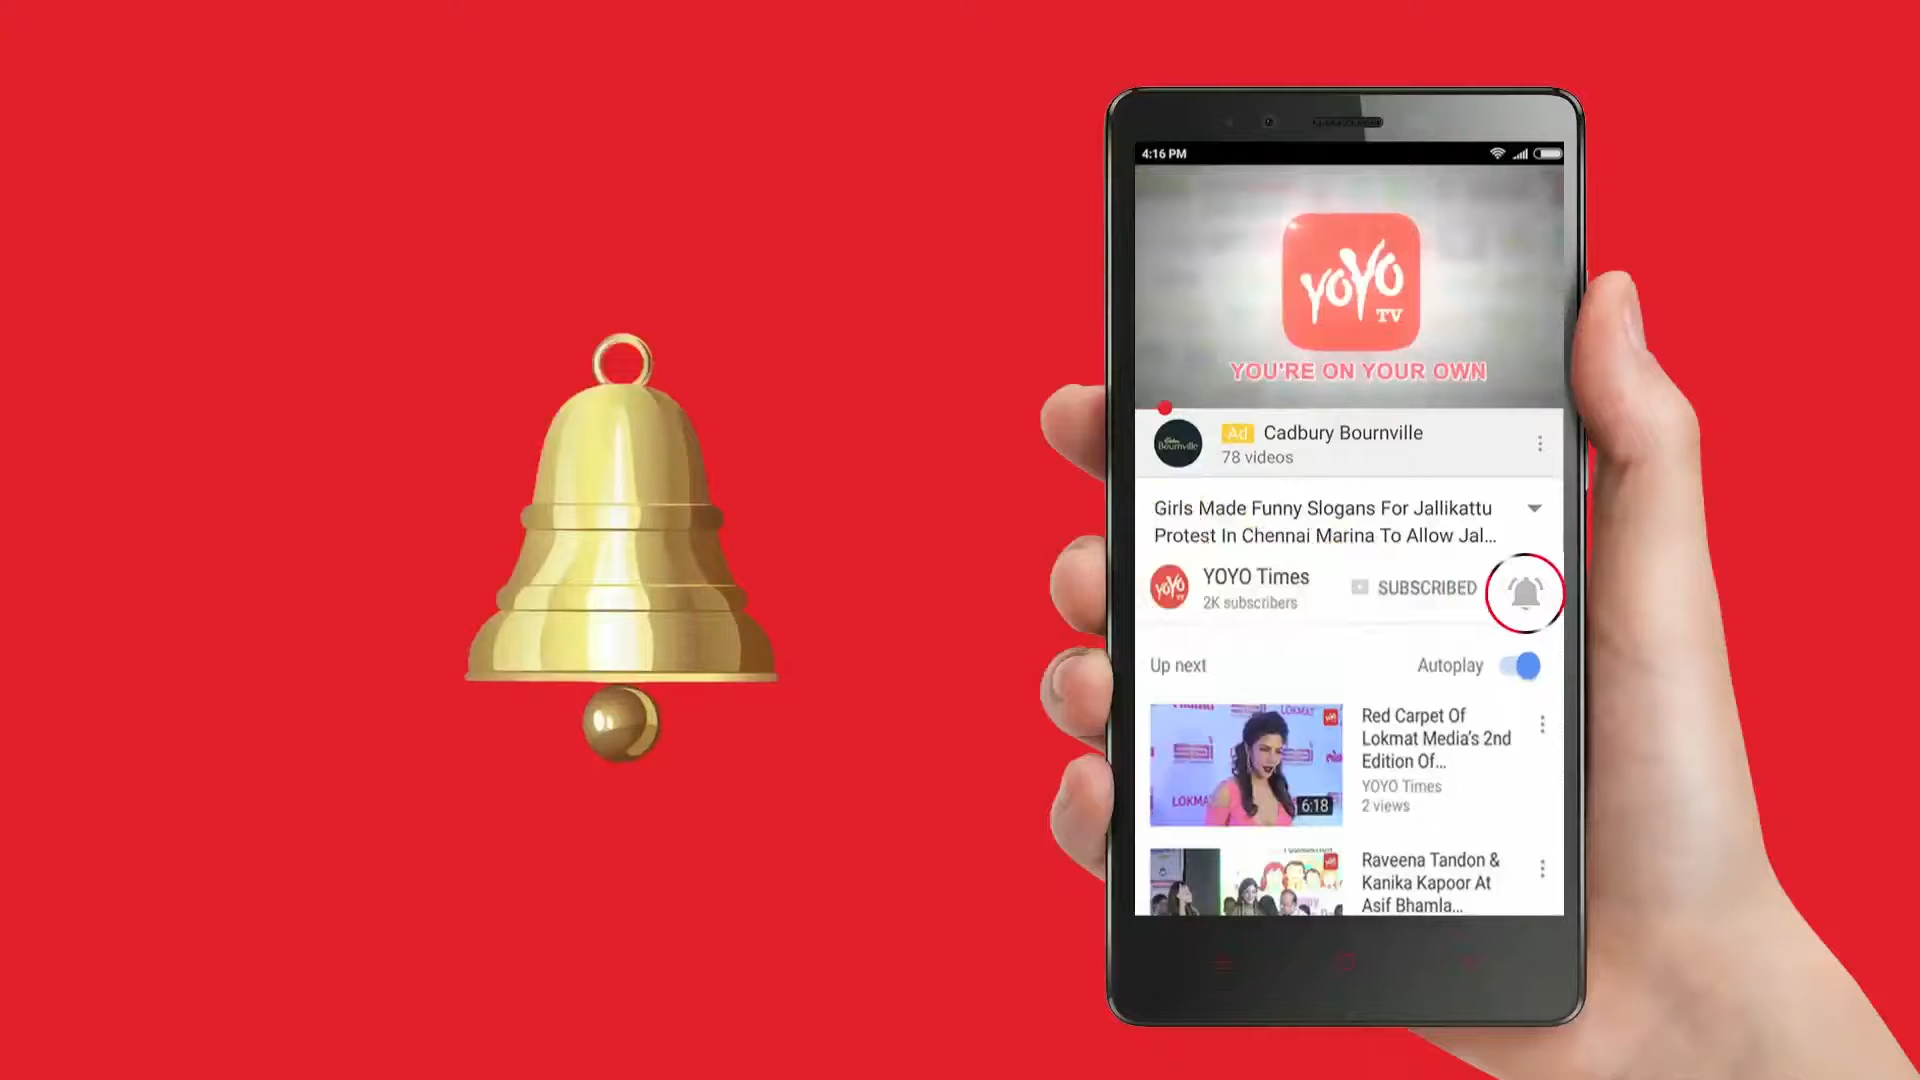 4:16 PM
YOYO
TV
YOU'RE ON YOUR OWN
Bournville
Ad Cadbury Bournville
78 videos
Girls Made Funny Slogans For Jallikattu
Protest In Chennai Marina To Allow Jal...
YOYO Times
2K subscribers
SUBSCRIBED
Up next
Autoplay
LOKMAT
LOKMA
6:18
Red Carpet Of
Lokmat Media's 2nd
Edition Of...
YOYO Times
2 views
Raveena Tandon &
Kanika Kapoor At
Asif Bhamla...